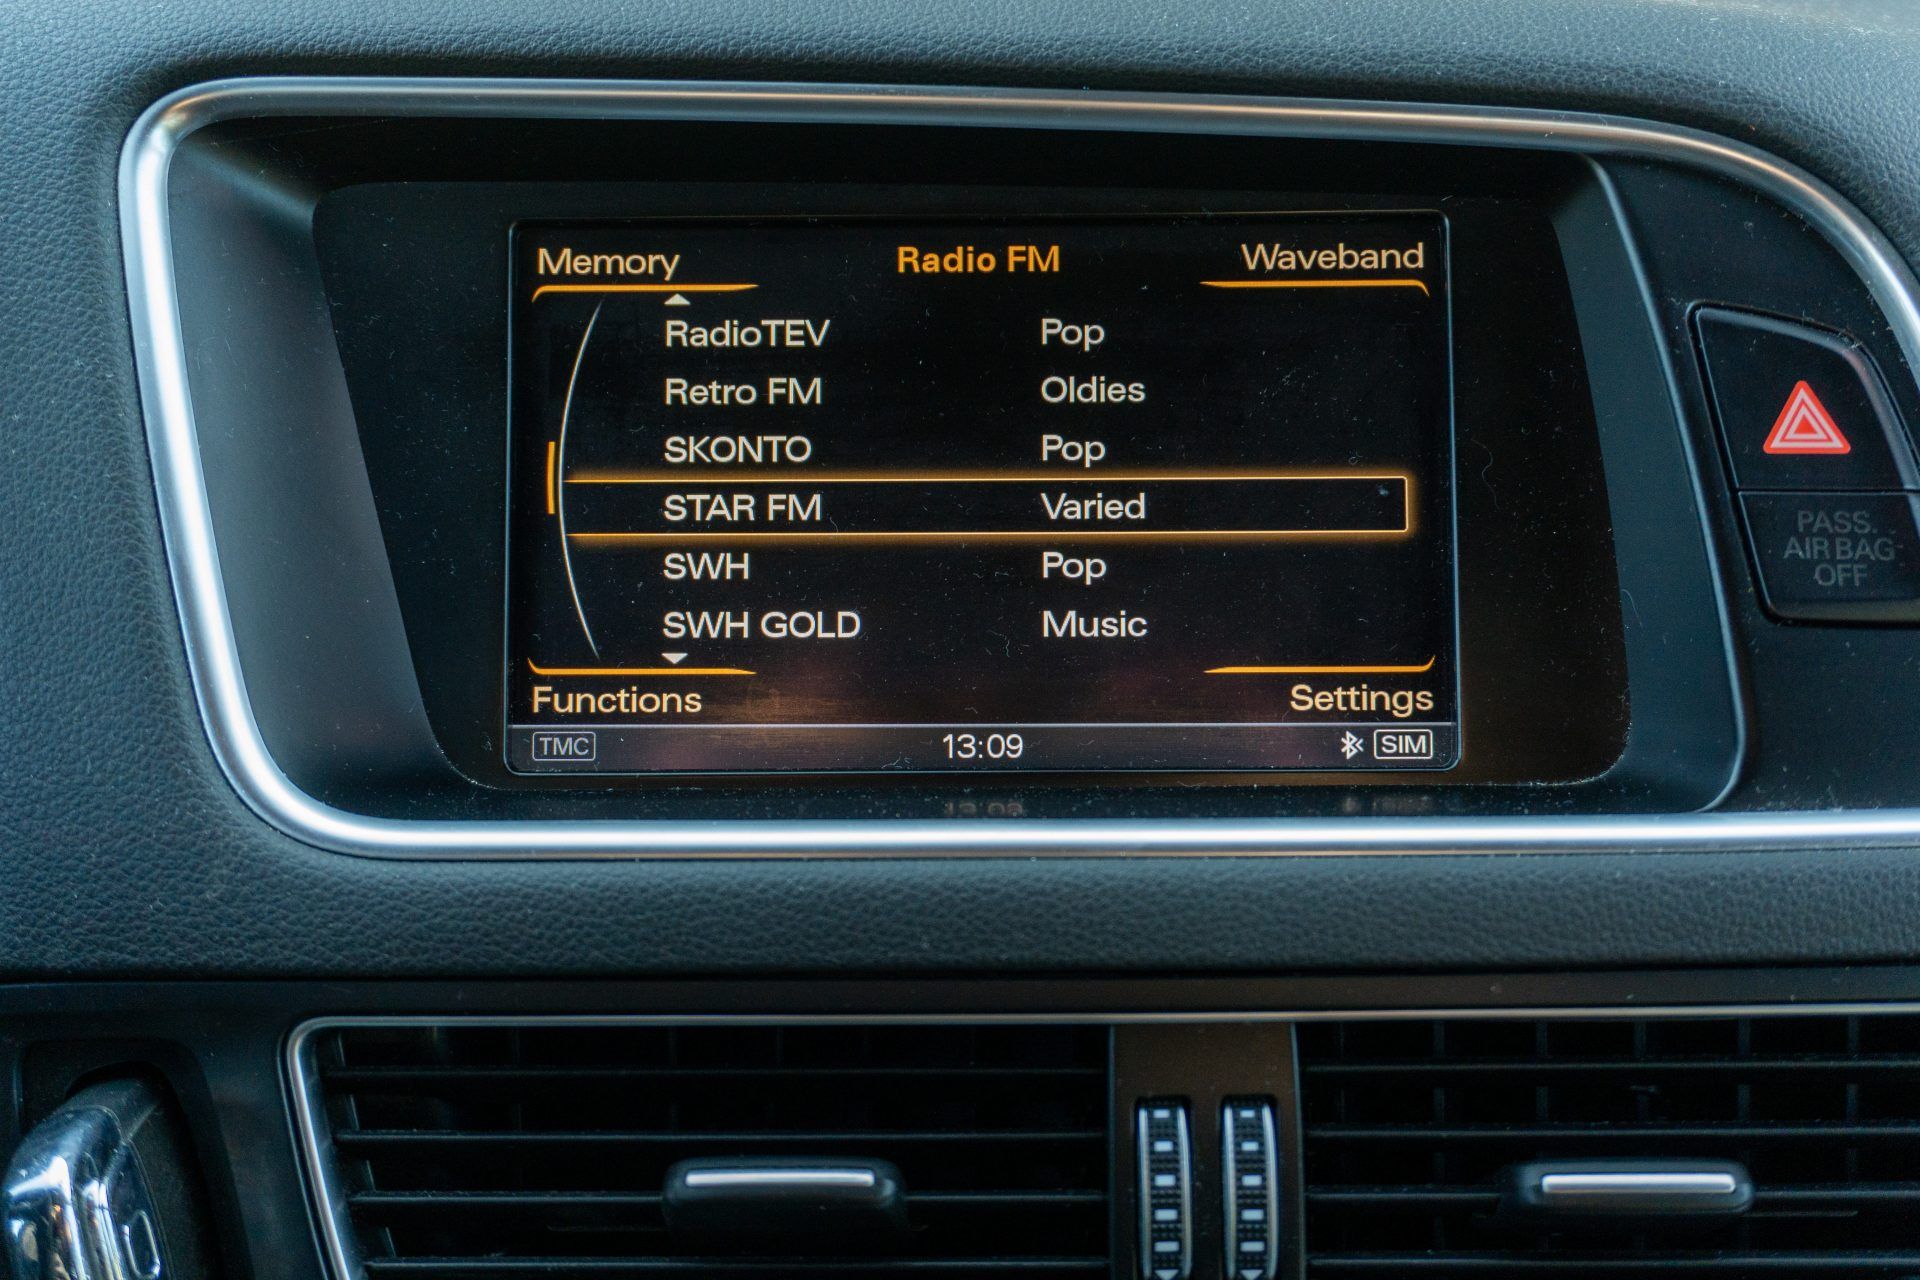 Memory Radio FM Waveband
RadioTEV Pop
Retro FM Oldies
SKONTO Pop
STAR FM Varied
SWH Pop
SWH GOLD Music
Functions Settings
TMC 13:09 SIM
PASS.
AIR BAG
OFF